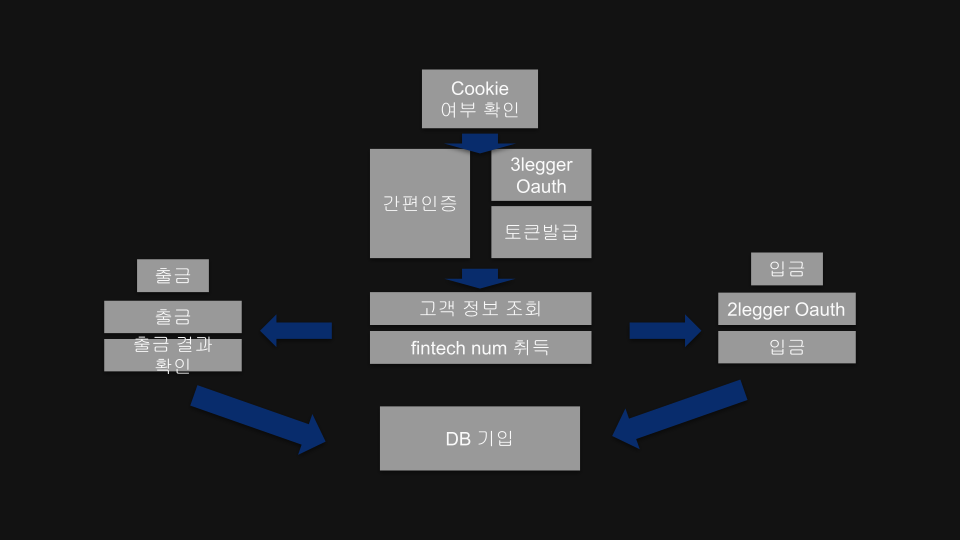 Cookie
여부 확인
간편인증
3legger
Oauth
토큰발급
출금
출금
출금 결과
확인
고객 정보 조회
fintech num 취득
입금
2legger Oauth
입금
DB 기입